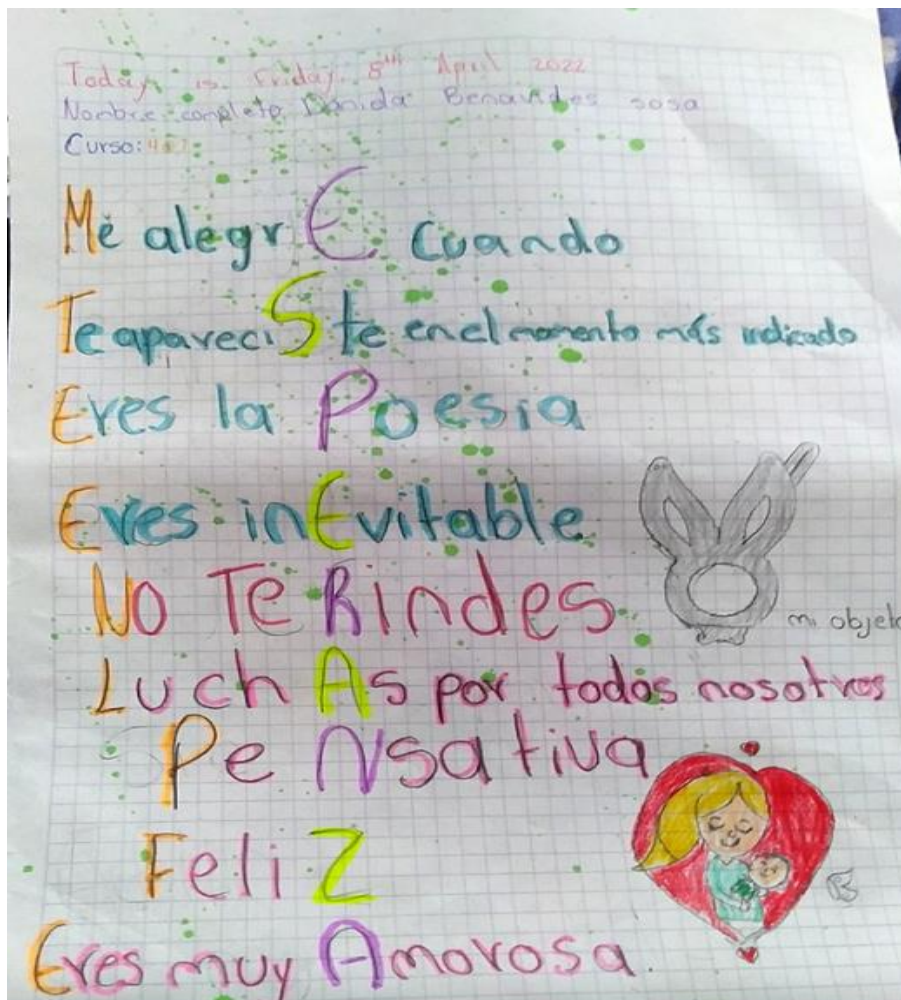 Today is Friday 8th April 2022
Nombre completo Danida Benavides sosa
Curso:
Me alegrE Cuando
Te apareciSte en el momento más indicado
Eres la Poesia
Eres inEvitable
No Te Rindes
LuchAs por todos nosotros
PeNsativa
FeliZ
Eres muy Amorosa.
mi objeto